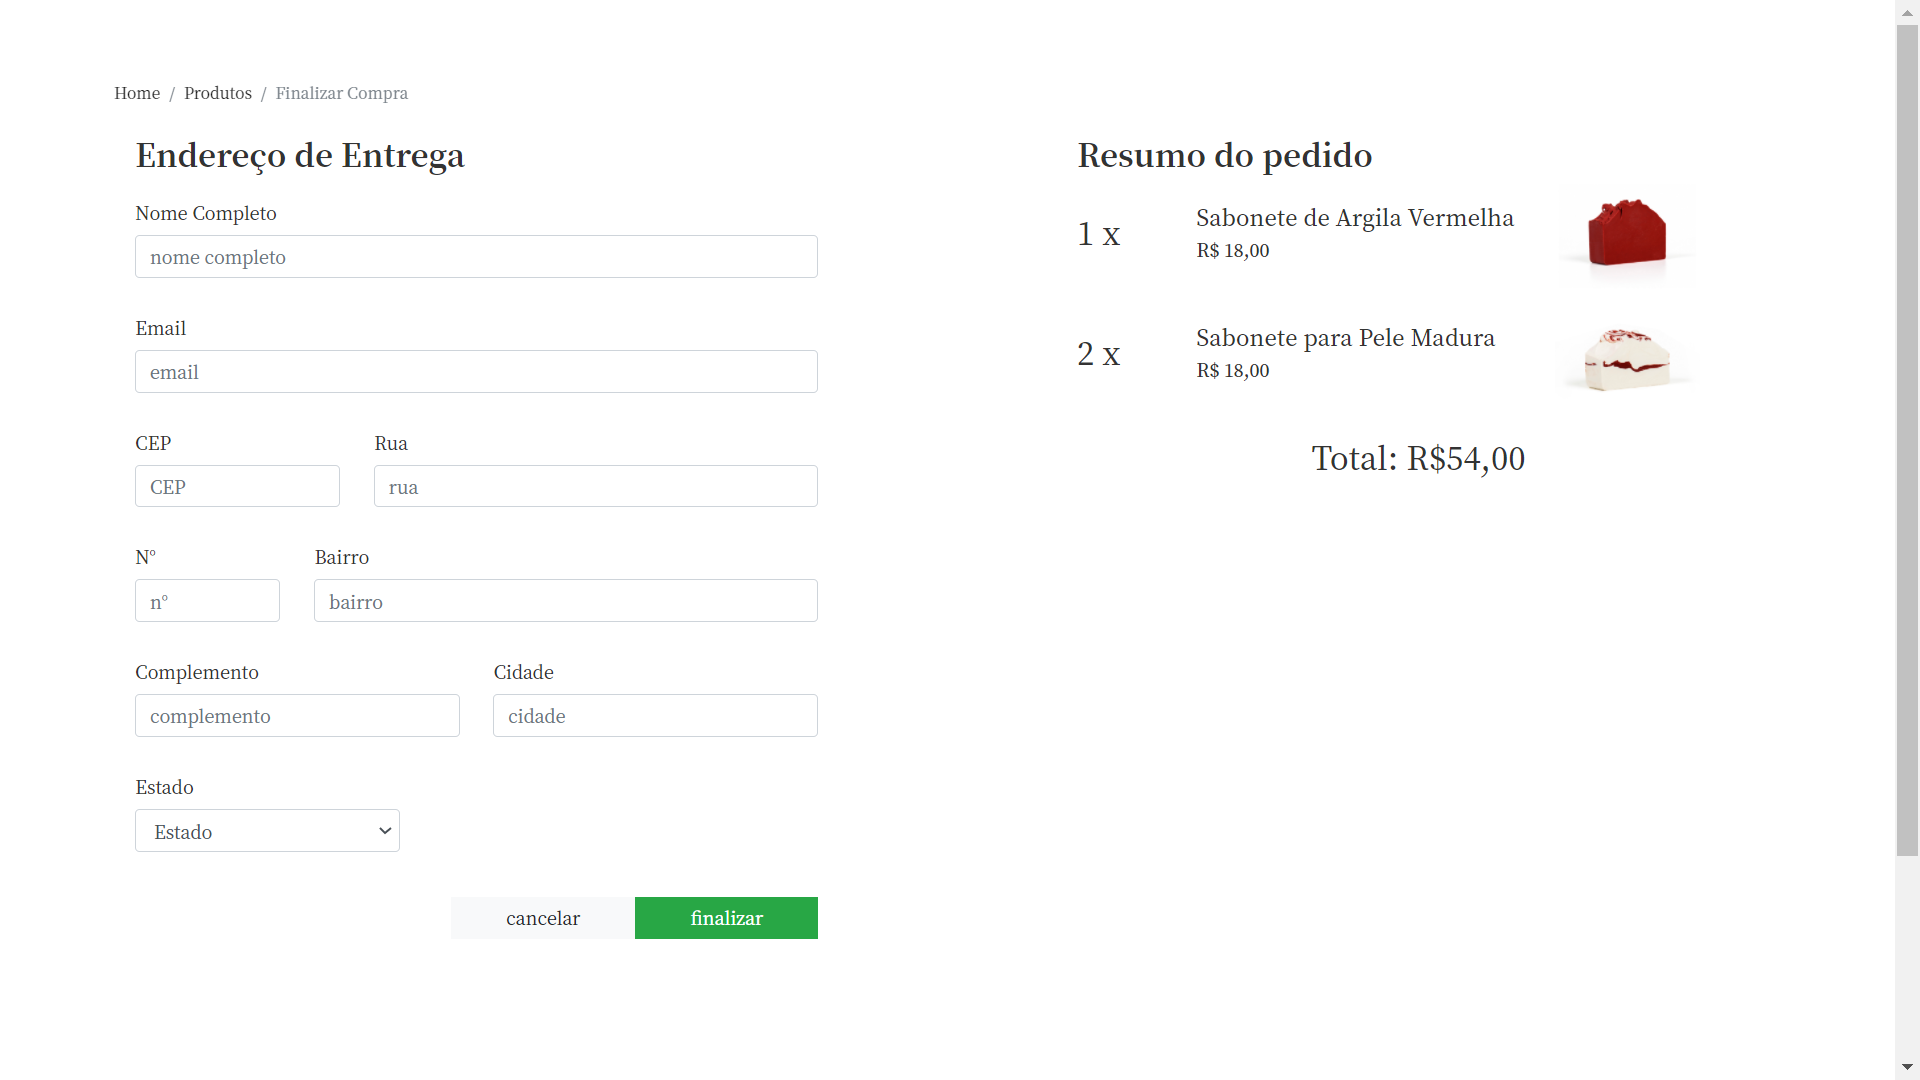 Home / Produtos / Finalizar Compra
Endereço de Entrega
Nome Completo
nome completo
Email
email
CEP Rua
CEP rua
Nº Bairro
nº bairro
Complemento Cidade
complemento cidade
Estado
Estado
cancelar finalizar
Resumo do pedido
1 x
Sabonete de Argila Vermelha
R$ 18,00
2 x
Sabonete para Pele Madura
R$ 18,00
Total: R$54,00